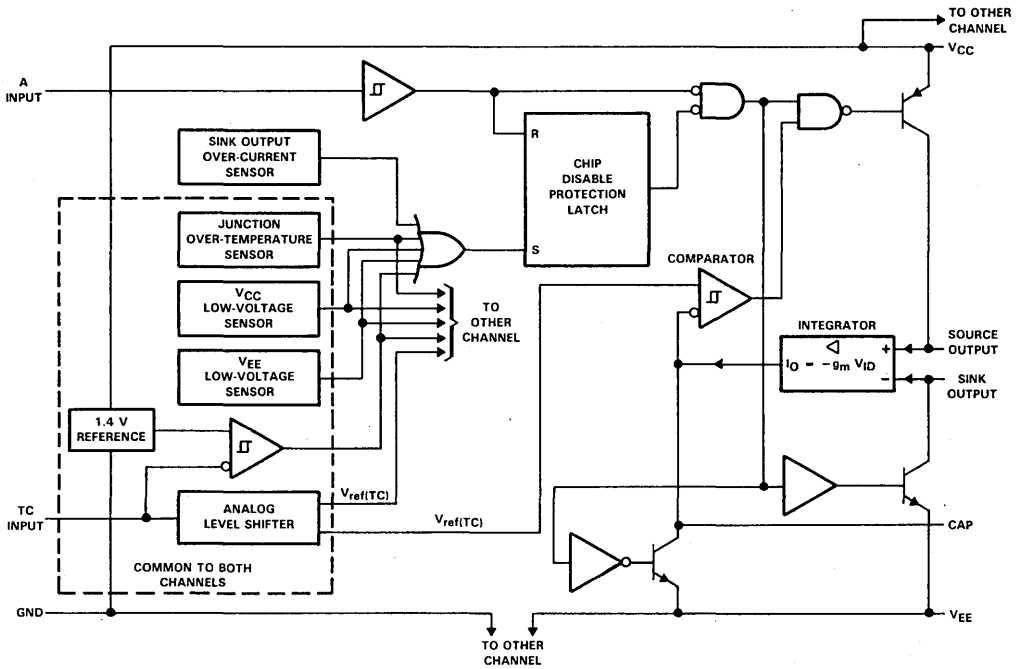 TO OTHER
CHANNEL
VCC
A
INPUT
SINK OUTPUT
OVER-CURRENT
SENSOR
R
CHIP
DISABLE
PROTECTION
LATCH
S
JUNCTION
OVER-TEMPERATURE
SENSOR
COMPARATOR
VCC
LOW-VOLTAGE
SENSOR
TO
OTHER
CHANNEL
INTEGRATOR
SOURCE
OUTPUT
+
IO = -gm VID
-
SINK
OUTPUT
VEE
LOW-VOLTAGE
SENSOR
1.4 V
REFERENCE
Vref(TC)
TC
INPUT
ANALOG
LEVEL SHIFTER
Vref(TC)
CAP
COMMON TO BOTH
CHANNELS
GND
VEE
TO OTHER
CHANNEL